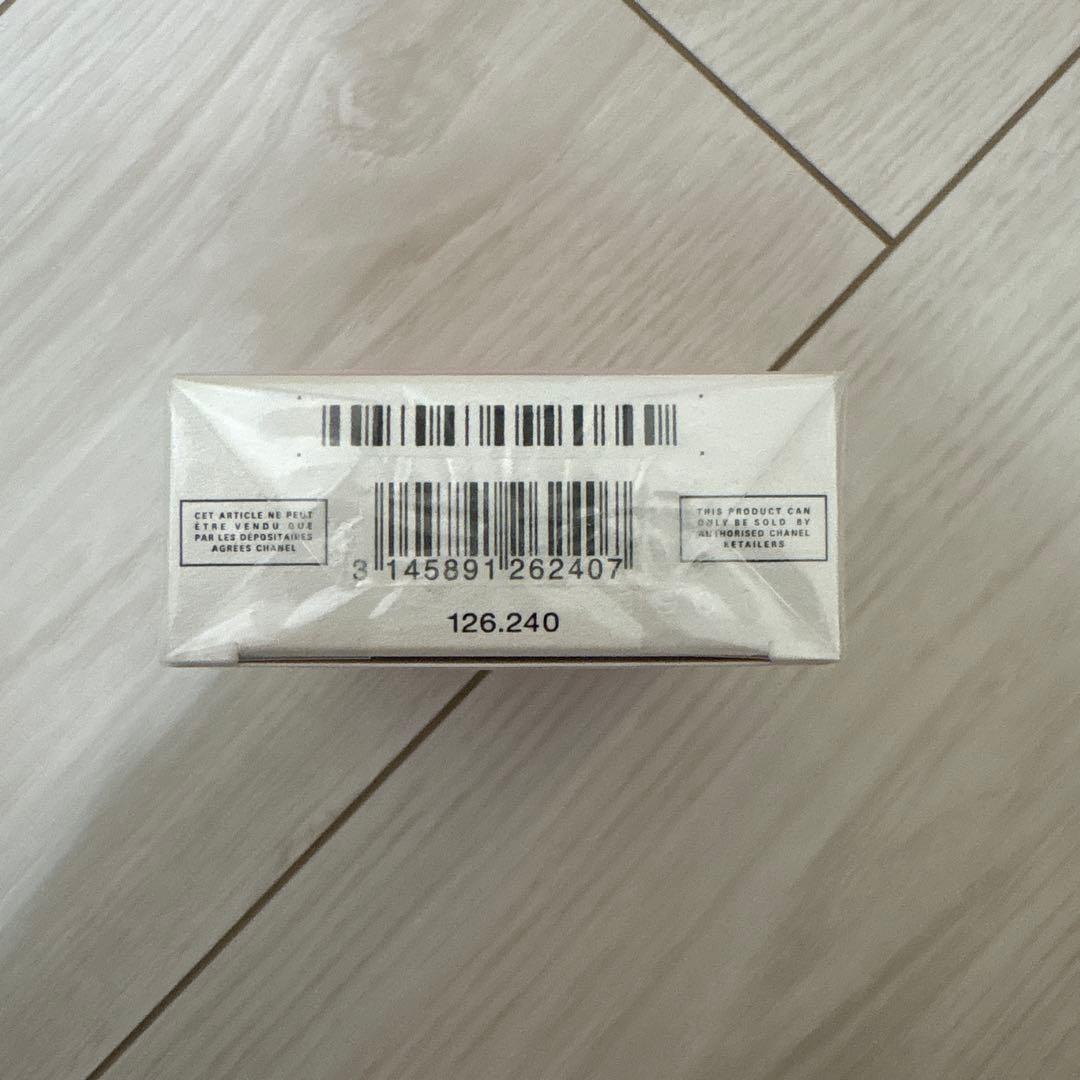 CET ARTICLE NE PEUT
ÊTRE VENDU QUE
PAR LES DÉPOSITAIRES
AGRÉÉS CHANEL
THIS PRODUCT CAN
ONLY BE SOLD BY
AUTHORISED CHANEL
RETAILERS
3 145891 262407
126.240